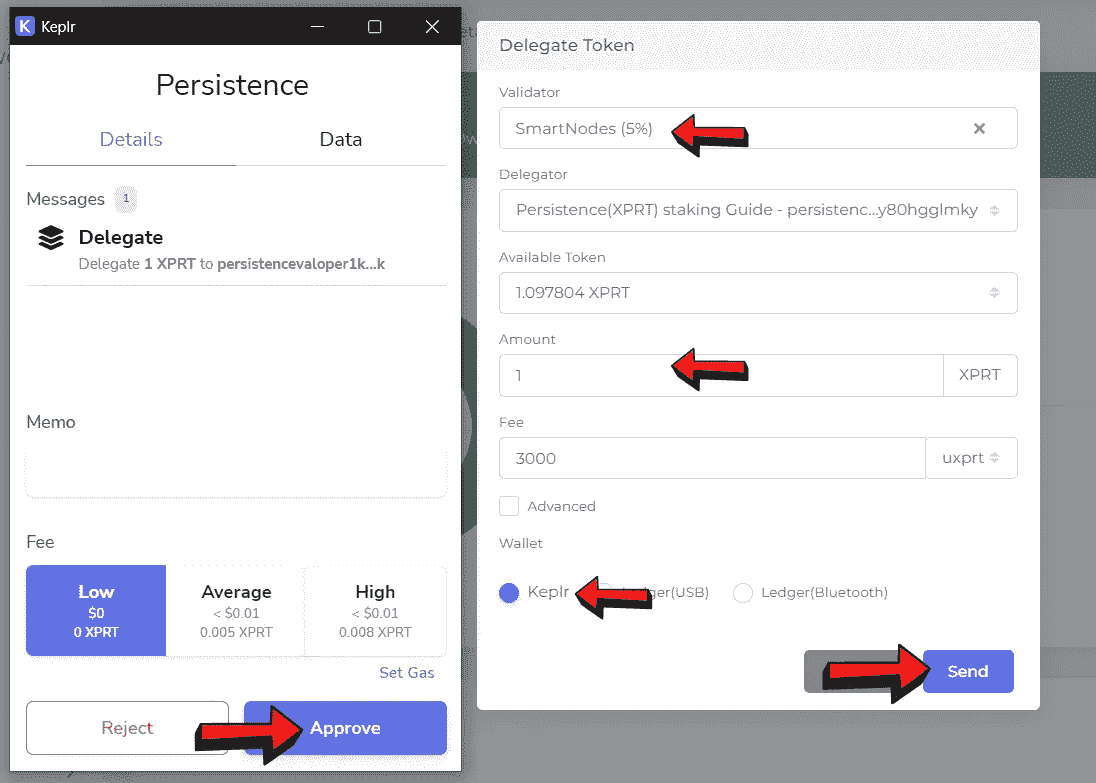 Keplr
Persistence
Details
Data
Messages 1
Delegate
Delegate 1 XPRT to persistencevaloper1k...k
Memo
Fee
Low
$0
0 XPRT
Average
< $0.01
0.005 XPRT
High
< $0.01
0.008 XPRT
Set Gas
Reject
Approve
Delegate Token
Validator
SmartNodes (5%)
Delegator
Persistence(XPRT) staking Guide - persistenc...y80hgglmky
Available Token
1.097804 XPRT
Amount
1
XPRT
Fee
3000
uxprt
Advanced
Wallet
Keplr
(USB)
Ledger(Bluetooth)
Send